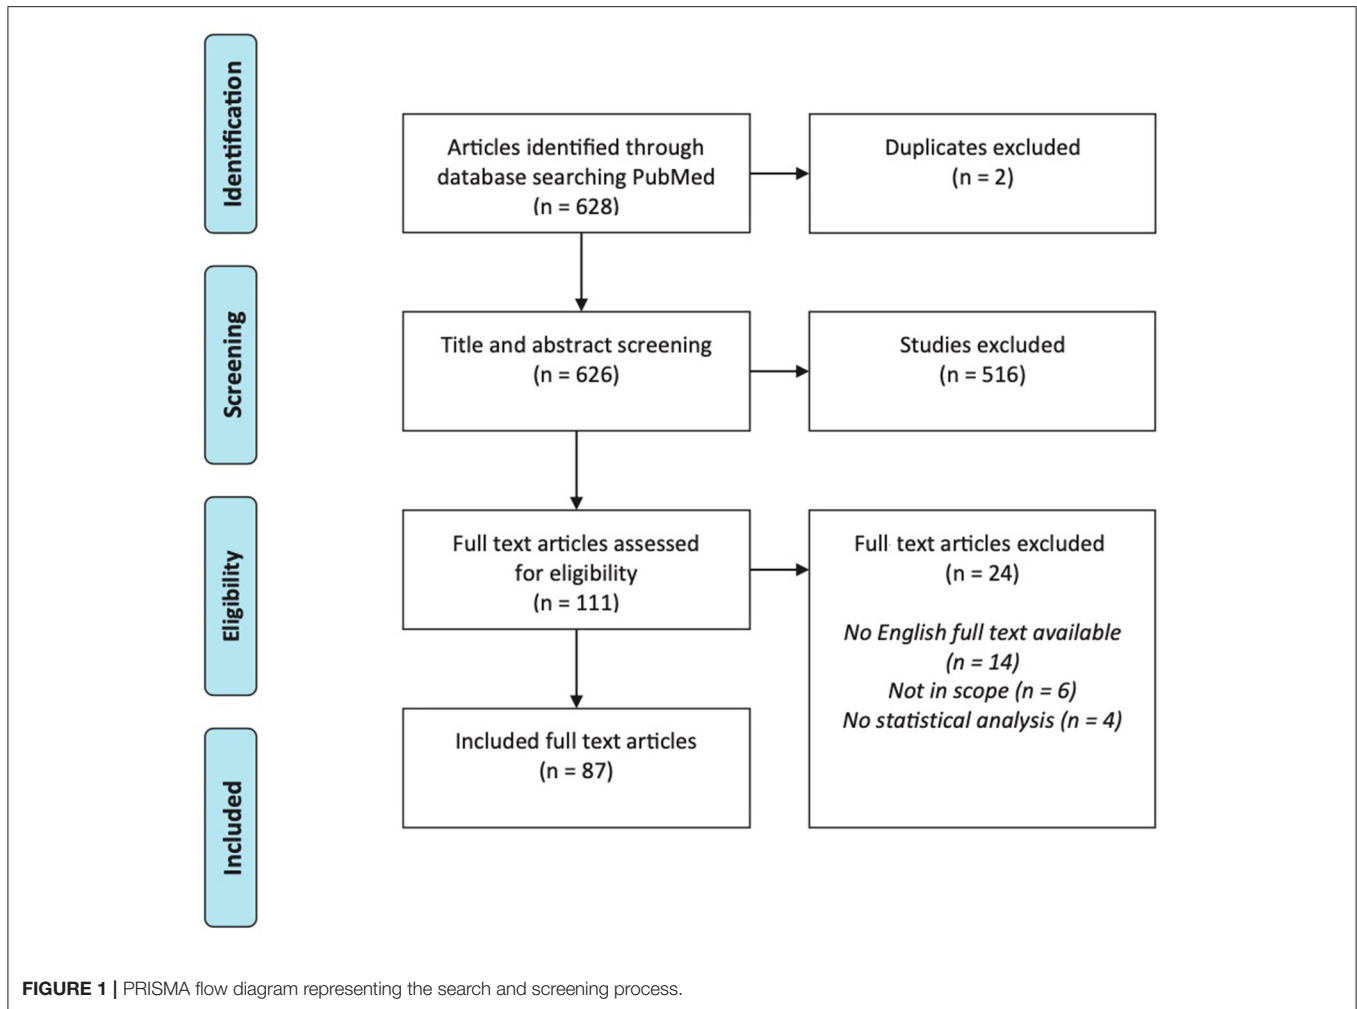 Identification
Articles identified through
database searching PubMed
(n = 628)
Duplicates excluded
(n = 2)
Screening
Title and abstract screening
(n = 626)
Studies excluded
(n = 516)
Eligibility
Full text articles assessed
for eligibility
(n = 111)
Full text articles excluded
(n = 24)
No English full text available
(n = 14)
Not in scope (n = 6)
No statistical analysis (n = 4)
Included
Included full text articles
(n = 87)
FIGURE 1 | PRISMA flow diagram representing the search and screening process.